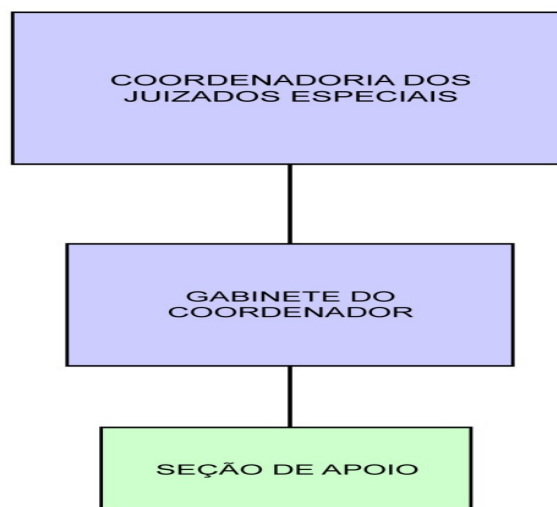 COORDENADORIA DOS
JUIZADOS ESPECIAIS
GABINETE DO
COORDENADOR
SEÇÃO DE APOIO